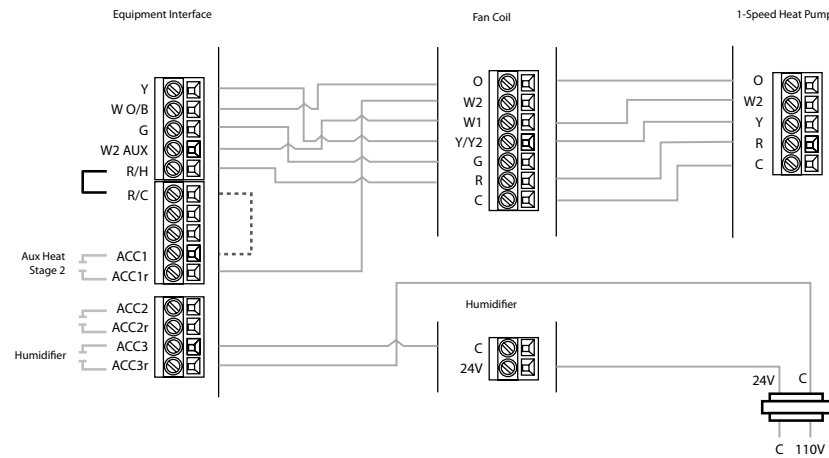 Equipment Interface
Fan Coil
1-Speed Heat Pump
Y
W O/B
G
W2 AUX
R/H
R/C
Aux Heat
Stage 2
ACC1
ACC1r
ACC2
ACC2r
Humidifier
ACC3
ACC3r
O
W2
W1
Y/Y2
G
R
C
O
W2
Y
R
C
Humidifier
C
24V
24V
C
C
110V